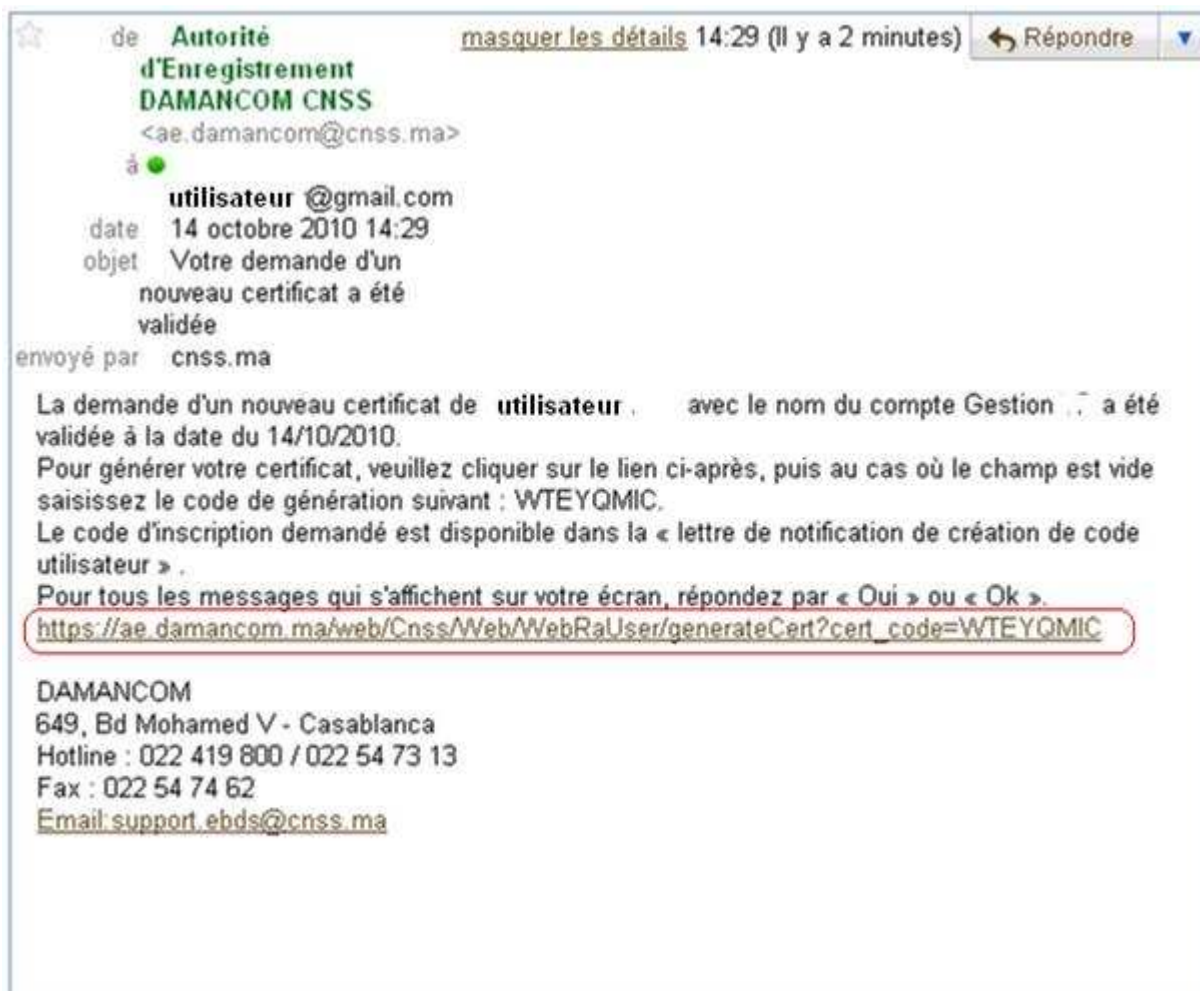 de Autorité masquer les détails 14:29 (Il y a 2 minutes) Répondre
d'Enregistrement
DAMANCOM CNSS
<ae.damancom@cnss.ma>
à
utilisateur @gmail.com
date 14 octobre 2010 14:29
objet Votre demande d'un
nouveau certificat a été
validée
envoyé par cnss.ma
La demande d'un nouveau certificat de utilisateur . avec le nom du compte Gestion a été
validée à la date du 14/10/2010.
Pour générer votre certificat, veuillez cliquer sur le lien ci-après, puis au cas où le champ est vide
saisissez le code de génération suivant : WTEYQMIC.
Le code d'inscription demandé est disponible dans la « lettre de notification de création de code
utilisateur » .
Pour tous les messages qui s'affichent sur votre écran, répondez par « Oui » ou « Ok ».
https://ae.damancom.ma/web/Cnss/Web/WebRaUser/generateCert?cert_code=WTEYQMIC
DAMANCOM
649, Bd Mohamed V - Casablanca
Hotline : 022 419 800 / 022 54 73 13
Fax : 022 54 74 62
Email:support.ebds@cnss.ma